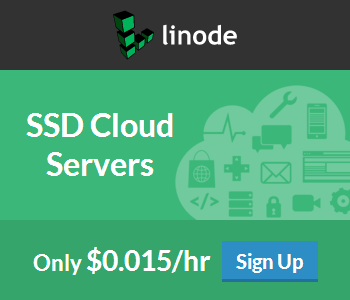 linode
SSD Cloud
Servers
</>
Only $0.015/hr
Sign Up